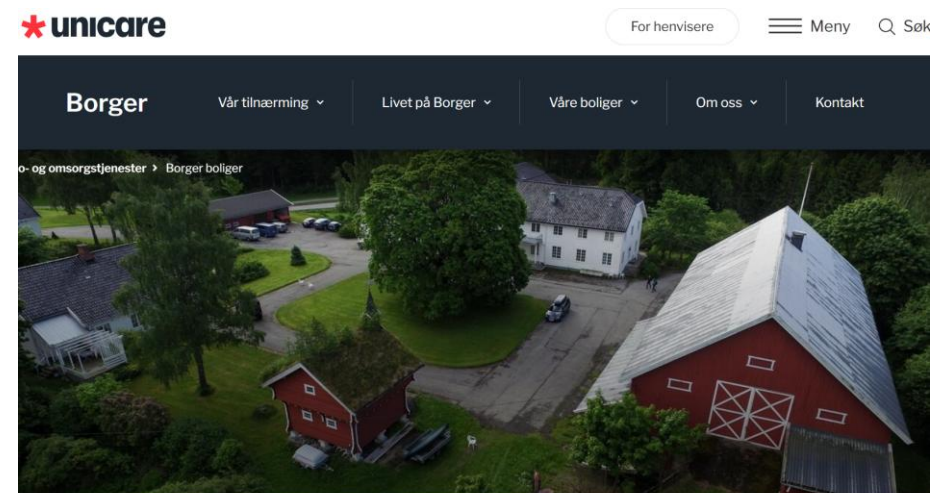 unicare
For henvisere
Meny
Søk
Borger
Vår tilnærming
Livet på Borger
Våre boliger
Om oss
Kontakt
o- og omsorgstjenester > Borger boliger